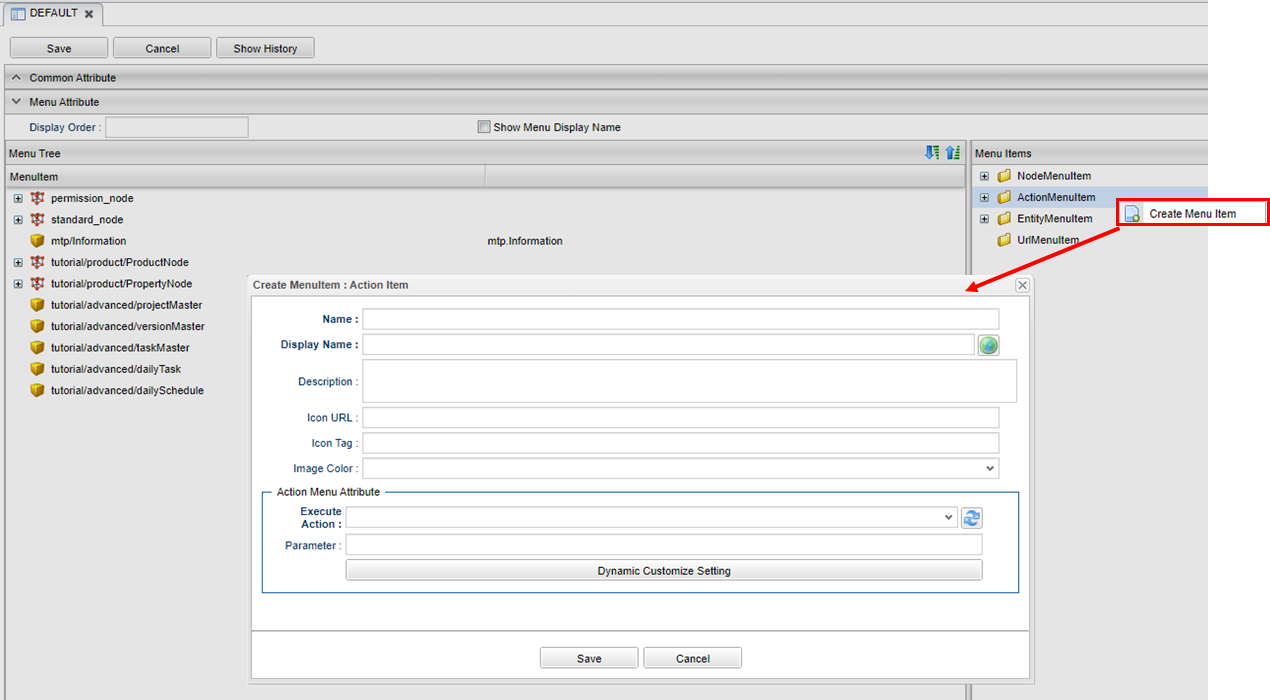 DEFAULT
Save Cancel Show History
Common Attribute
Menu Attribute
Display Order :
Show Menu Display Name
Menu Tree
MenuItem
permission_node
standard_node
mtp/Information mtp.Information
tutorial/product/ProductNode
tutorial/product/PropertyNode
tutorial/advanced/projectMaster
tutorial/advanced/versionMaster
tutorial/advanced/taskMaster
tutorial/advanced/dailyTask
tutorial/advanced/dailySchedule
Menu Items
NodeMenuItem
ActionMenuItem
EntityMenuItem
UrlMenuItem
Create Menu Item
Create MenuItem : Action Item
Name :
Display Name :
Description :
Icon URL :
Icon Tag :
Image Color :
Action Menu Attribute
Execute
Action :
Parameter :
Dynamic Customize Setting
Save Cancel